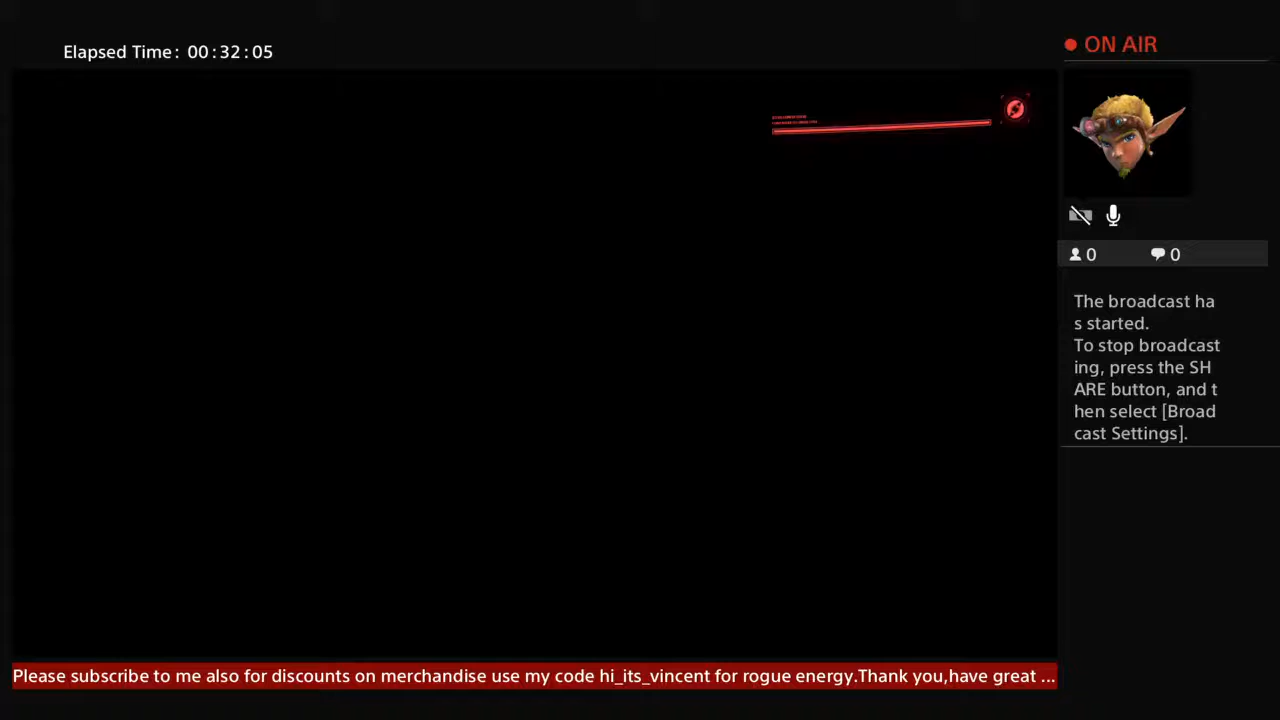 Elapsed Time: 00:32:05
ON AIR
0
0
The broadcast ha
s started.
To stop broadcast
ing, press the SH
ARE button, and t
hen select [Broad
cast Settings].
Please subscribe to me also for discounts on merchandise use my code hi_its_vincent for rogue energy.Thank you,have great ...